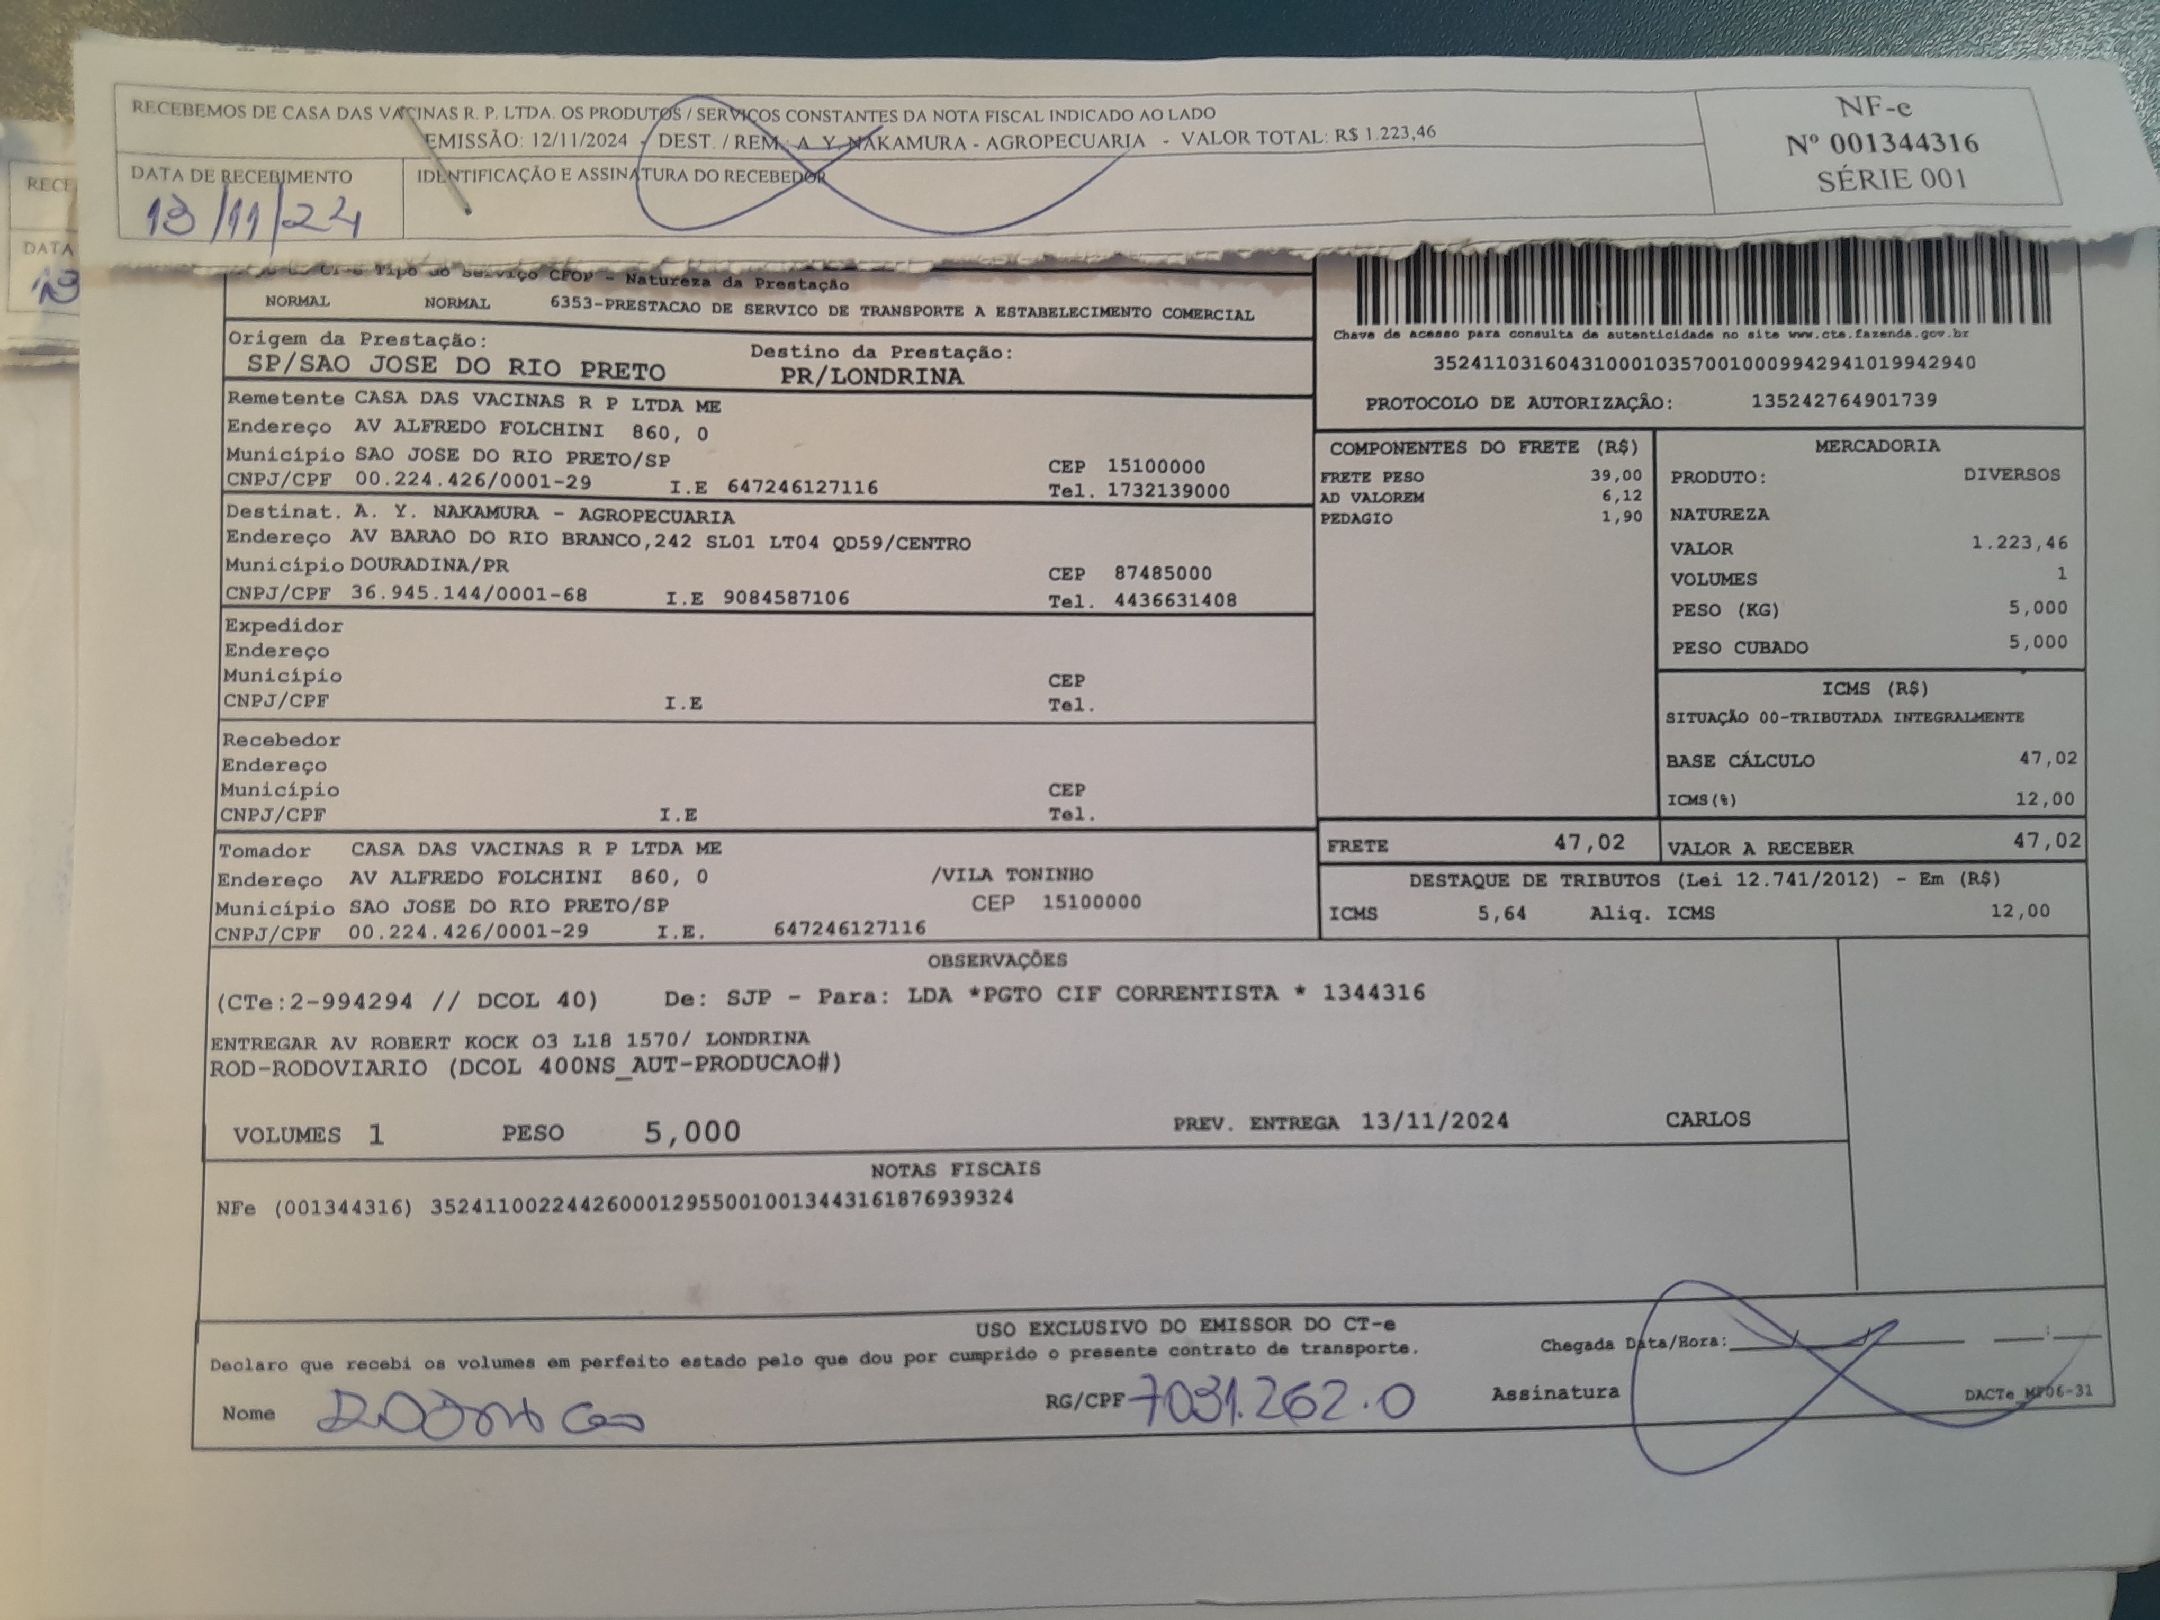 RECEBEMOS DE CASA DAS VACINAS R. P. LTDA. OS PRODUTOS / SERVIÇOS CONSTANTES DA NOTA FISCAL INDICADO AO LADO
EMISSÃO: 12/11/2024 - DEST. / REM.: A. Y. NAKAMURA - AGROPECUARIA - VALOR TOTAL: R$ 1.223,46
DATA DE RECEBIMENTO
IDENTIFICAÇÃO E ASSINATURA DO RECEBEDOR
13/11/24
NF-e
Nº 001344316
SÉRIE 001
RECE
DATA
13
Tipo do Serviço CFOP - Natureza da Prestação
NORMAL NORMAL 6353-PRESTACAO DE SERVICO DE TRANSPORTE A ESTABELECIMENTO COMERCIAL
Origem da Prestação: Destino da Prestação:
SP/SAO JOSE DO RIO PRETO PR/LONDRINA
Chave de acesso para consulta de autenticidade no site www.cte.fazenda.gov.br
35241103160431000103570010009942941019942940
PROTOCOLO DE AUTORIZAÇÃO: 135242764901739
Remetente CASA DAS VACINAS R P LTDA ME
Endereço AV ALFREDO FOLCHINI 860, 0
Município SAO JOSE DO RIO PRETO/SP CEP 15100000
CNPJ/CPF 00.224.426/0001-29 I.E 647246127116 Tel. 1732139000
Destinat. A. Y. NAKAMURA - AGROPECUARIA
Endereço AV BARAO DO RIO BRANCO,242 SL01 LT04 QD59/CENTRO
Município DOURADINA/PR CEP 87485000
CNPJ/CPF 36.945.144/0001-68 I.E 9084587106 Tel. 4436631408
Expedidor
Endereço
Município CEP
CNPJ/CPF I.E Tel.
Recebedor
Endereço
Município CEP
CNPJ/CPF I.E Tel.
Tomador CASA DAS VACINAS R P LTDA ME
Endereço AV ALFREDO FOLCHINI 860, 0 /VILA TONINHO
Município SAO JOSE DO RIO PRETO/SP CEP 15100000
CNPJ/CPF 00.224.426/0001-29 I.E. 647246127116
COMPONENTES DO FRETE (R$)
FRETE PESO 39,00
AD VALOREM 6,12
PEDAGIO 1,90
MERCADORIA
PRODUTO: DIVERSOS
NATUREZA
VALOR 1.223,46
VOLUMES 1
PESO (KG) 5,000
PESO CUBADO 5,000
ICMS (R$)
SITUAÇÃO 00-TRIBUTADA INTEGRALMENTE
BASE CÁLCULO 47,02
ICMS(%) 12,00
FRETE 47,02 VALOR A RECEBER 47,02
DESTAQUE DE TRIBUTOS (Lei 12.741/2012) - Em (R$)
ICMS 5,64 Aliq. ICMS 12,00
OBSERVAÇÕES
(CTe:2-994294 // DCOL 40) De: SJP - Para: LDA *PGTO CIF CORRENTISTA * 1344316
ENTREGAR AV ROBERT KOCK O3 L18 1570/ LONDRINA
ROD-RODOVIARIO (DCOL 400NS_AUT-PRODUCAO#)
VOLUMES 1 PESO 5,000 PREV. ENTREGA 13/11/2024 CARLOS
NOTAS FISCAIS
NFe (001344316) 35241100224426000129550010013443161876939324
USO EXCLUSIVO DO EMISSOR DO CT-e
Declaro que recebi os volumes em perfeito estado pelo que dou por cumprido o presente contrato de transporte.
Chegada Data/Hora:
Nome
RG/CPF 7031.262.0
Assinatura
DACTe MF06-31